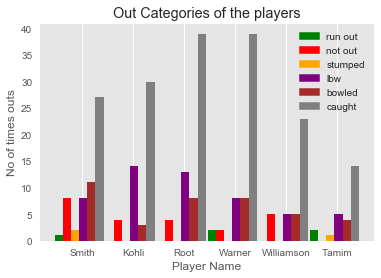 Out Categories of the players
No of times outs
40
35
30
25
20
15
10
5
0
run out
not out
stumped
lbw
bowled
caught
Smith Kohli Root Warner Williamson Tamim
Player Name